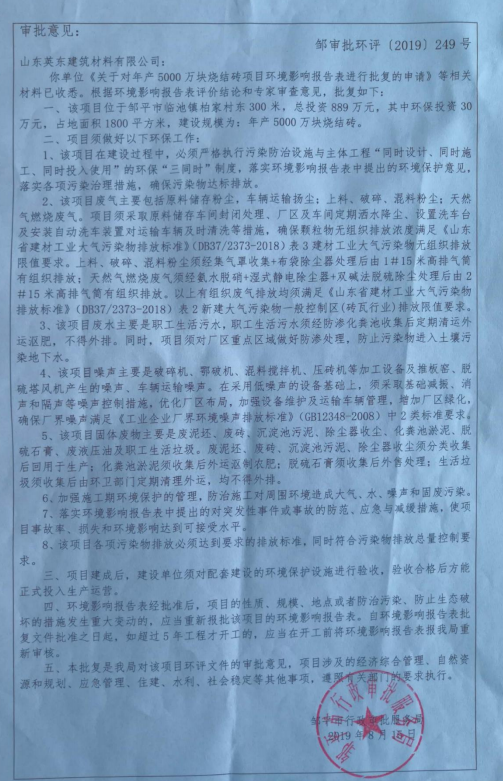 审批意见：
邹审批环评〔2019〕249 号
山东英东建筑材料有限公司：
你单位《关于对年产 5000 万块烧结砖项目环境影响报告表进行批复的申请》等相关
材料已收悉。根据环境影响报告表评价结论和专家审查意见，批复如下：
一、该项目位于邹平市临池镇柏家村东 300 米，总投资 889 万元，其中环保投资 30
万元，占地面积 1800 平方米，建设规模为：年产 5000 万块烧结砖。
二、项目须做好以下环保工作：
1、该项目在建设过程中，必须严格执行污染防治设施与主体工程“同时设计、同时施
工、同时投入使用”的环保“三同时”制度，落实环境影响报告表中提出的环境保护意见，
落实各项污染治理措施，确保污染物达标排放。
2、该项目废气主要包括原料储存粉尘，车辆运输扬尘；上料、破碎、混料粉尘；天然
气燃烧废气。项目须采取原料储存车间封闭处理、厂区及车间定期洒水降尘、设置洗车台
及安装自动洗车装置对运输车辆及时清洗等措施，确保颗粒物无组织排放浓度满足《山东
省建材工业大气污染物排放标准》(DB37/2373-2018) 表 3 建材工业大气污染物无组织排放
限值要求。上料、破碎、混料粉尘须经集气罩收集+布袋除尘器处理后由 1＃15 米高排气筒
有组织排放；天然气燃烧废气须经氨水脱硝+湿式静电除尘器+双碱法脱硫除尘处理后由 2
＃15 米高排气筒有组织排放。以上有组织废气排放均须满足《山东省建材工业大气污染物
排放标准》(DB37/2373-2018) 表 2 新建大气污染物一般控制区(砖瓦行业)排放限值要求。
3、该项目废水主要是职工生活污水，职工生活污水须经防渗化粪池收集后定期清运外
运沤肥，不得外排。同时，项目须对厂区重点区域做好防渗处理，防止污染物进入土壤污
染地下水。
4、该项目噪声主要是破碎机、鄂破机、混料搅拌机、压砖机等加工设备及推板窑、脱
硫塔风机产生的噪声、车辆运输噪声。在采用低噪声的设备基础上，须采取基础减振、消
声和隔声等噪声控制措施，优化厂区布局，加强设备维护及运输车辆管理，增加厂区绿化，
确保厂界噪声满足《工业企业厂界环境噪声排放标准》(GB12348-2008) 中 2 类标准要求。
5、该项目固体废物主要是废泥坯、废砖、沉淀池污泥、除尘器收尘、化粪池淤泥、脱
硫石膏、废液压油及职工生活垃圾。废泥坯、废砖、沉淀池污泥、除尘器收尘须分类收集
后回用于生产；化粪池淤泥须收集后外运沤制农肥；脱硫石膏须收集后外售处理；生活垃
圾须收集后由环卫部门定期清理外运，均不得外排。
6、加强施工期环境保护的管理，防治施工对周围环境造成大气、水、噪声和固废污染。
7、落实环境影响报告表中提出的对突发性事件或事故的防范、应急与减缓措施，使项
目事故率、损失和环境影响达到可接受水平。
8、该项目各项污染物排放必须达到要求的排放标准，同时符合污染物排放总量控制要
求。
三、项目建成后，建设单位须对配套建设的环境保护设施进行验收，验收合格后方能
正式投入生产运营。
四、环境影响报告表经批准后，项目的性质、规模、地点或者防治污染、防止生态破
坏的措施发生重大变动的，应当重新报批该项目的环境影响报告表。自环境影响报告表批
复文件批准之日起，如超过 5 年工程才开工的，应当在开工前将环境影响报告表报我局重
新审核。
五、本批复是我局对该项目环评文件的审批意见，项目涉及的经济综合管理、自然资
源和规划、应急管理、住建、水利、社会稳定等其他事项，遵照有关部门的要求执行。
邹平市行政审批服务局
2019 年 8 月 15 日